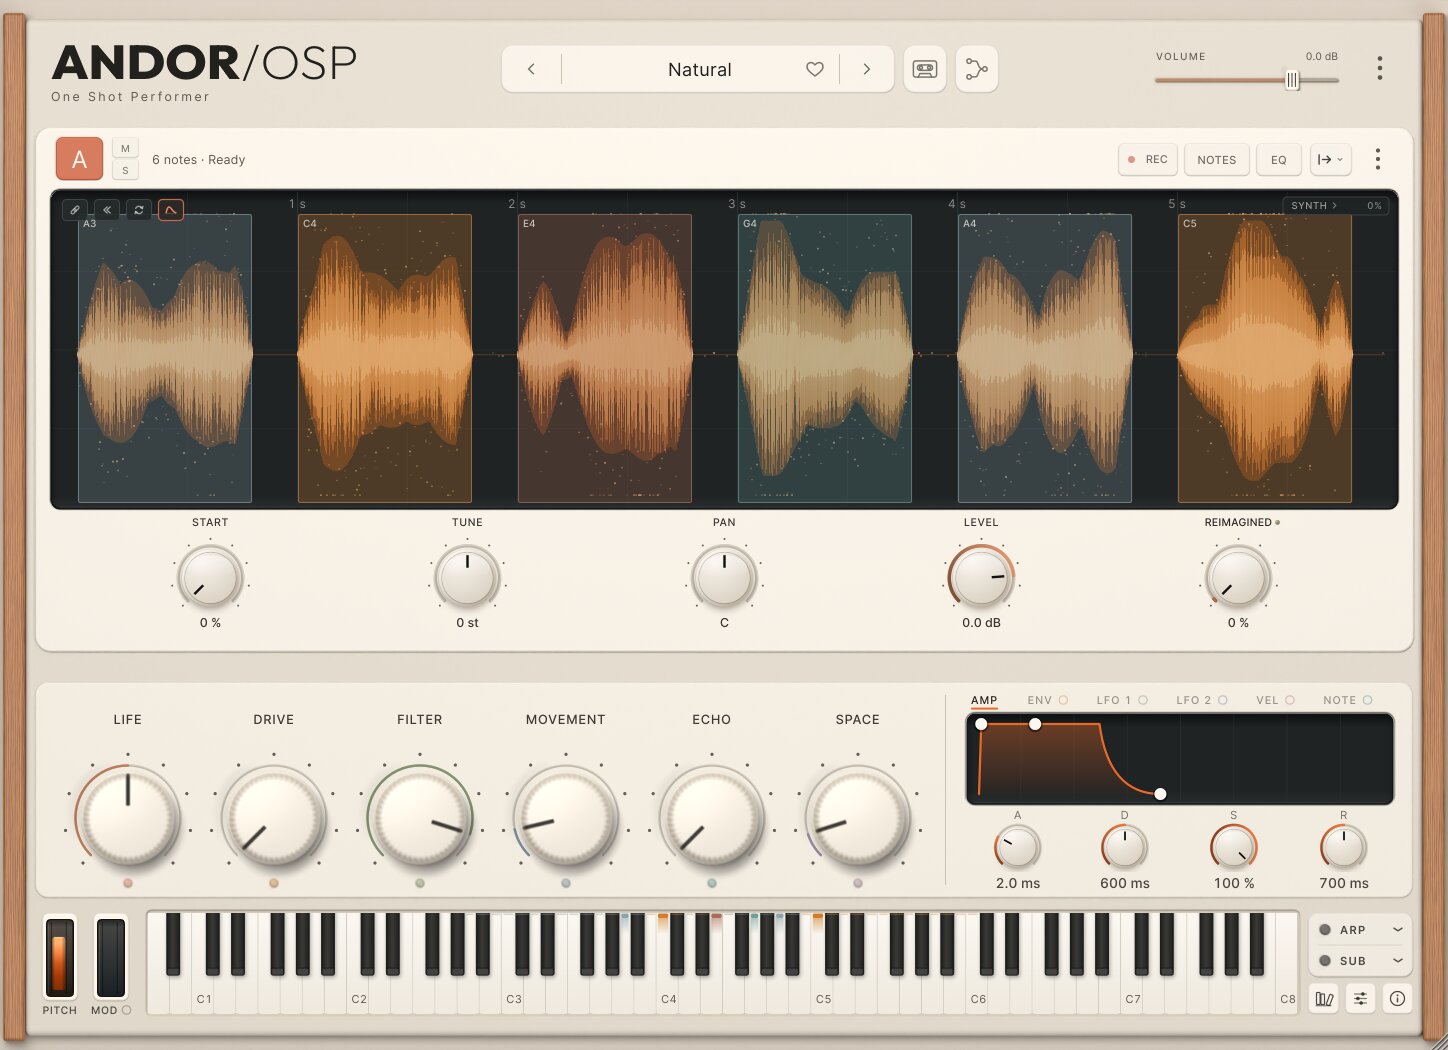 ANDOR/OSP
One Shot Performer
Natural
VOLUME 0.0 dB
A
M
S
6 notes · Ready
REC
NOTES
EQ
1 s 2 s 3 s 4 s 5 s
SYNTH > 0%
A3 C4 E4 G4 A4 C5
START TUNE PAN LEVEL REIMAGINED
0 % 0 st C 0.0 dB 0 %
LIFE DRIVE FILTER MOVEMENT ECHO SPACE
AMP ENV LFO 1 LFO 2 VEL NOTE
A D S R
2.0 ms 600 ms 100 % 700 ms
PITCH MOD
C1 C2 C3 C4 C5 C6 C7 C8
ARP
SUB